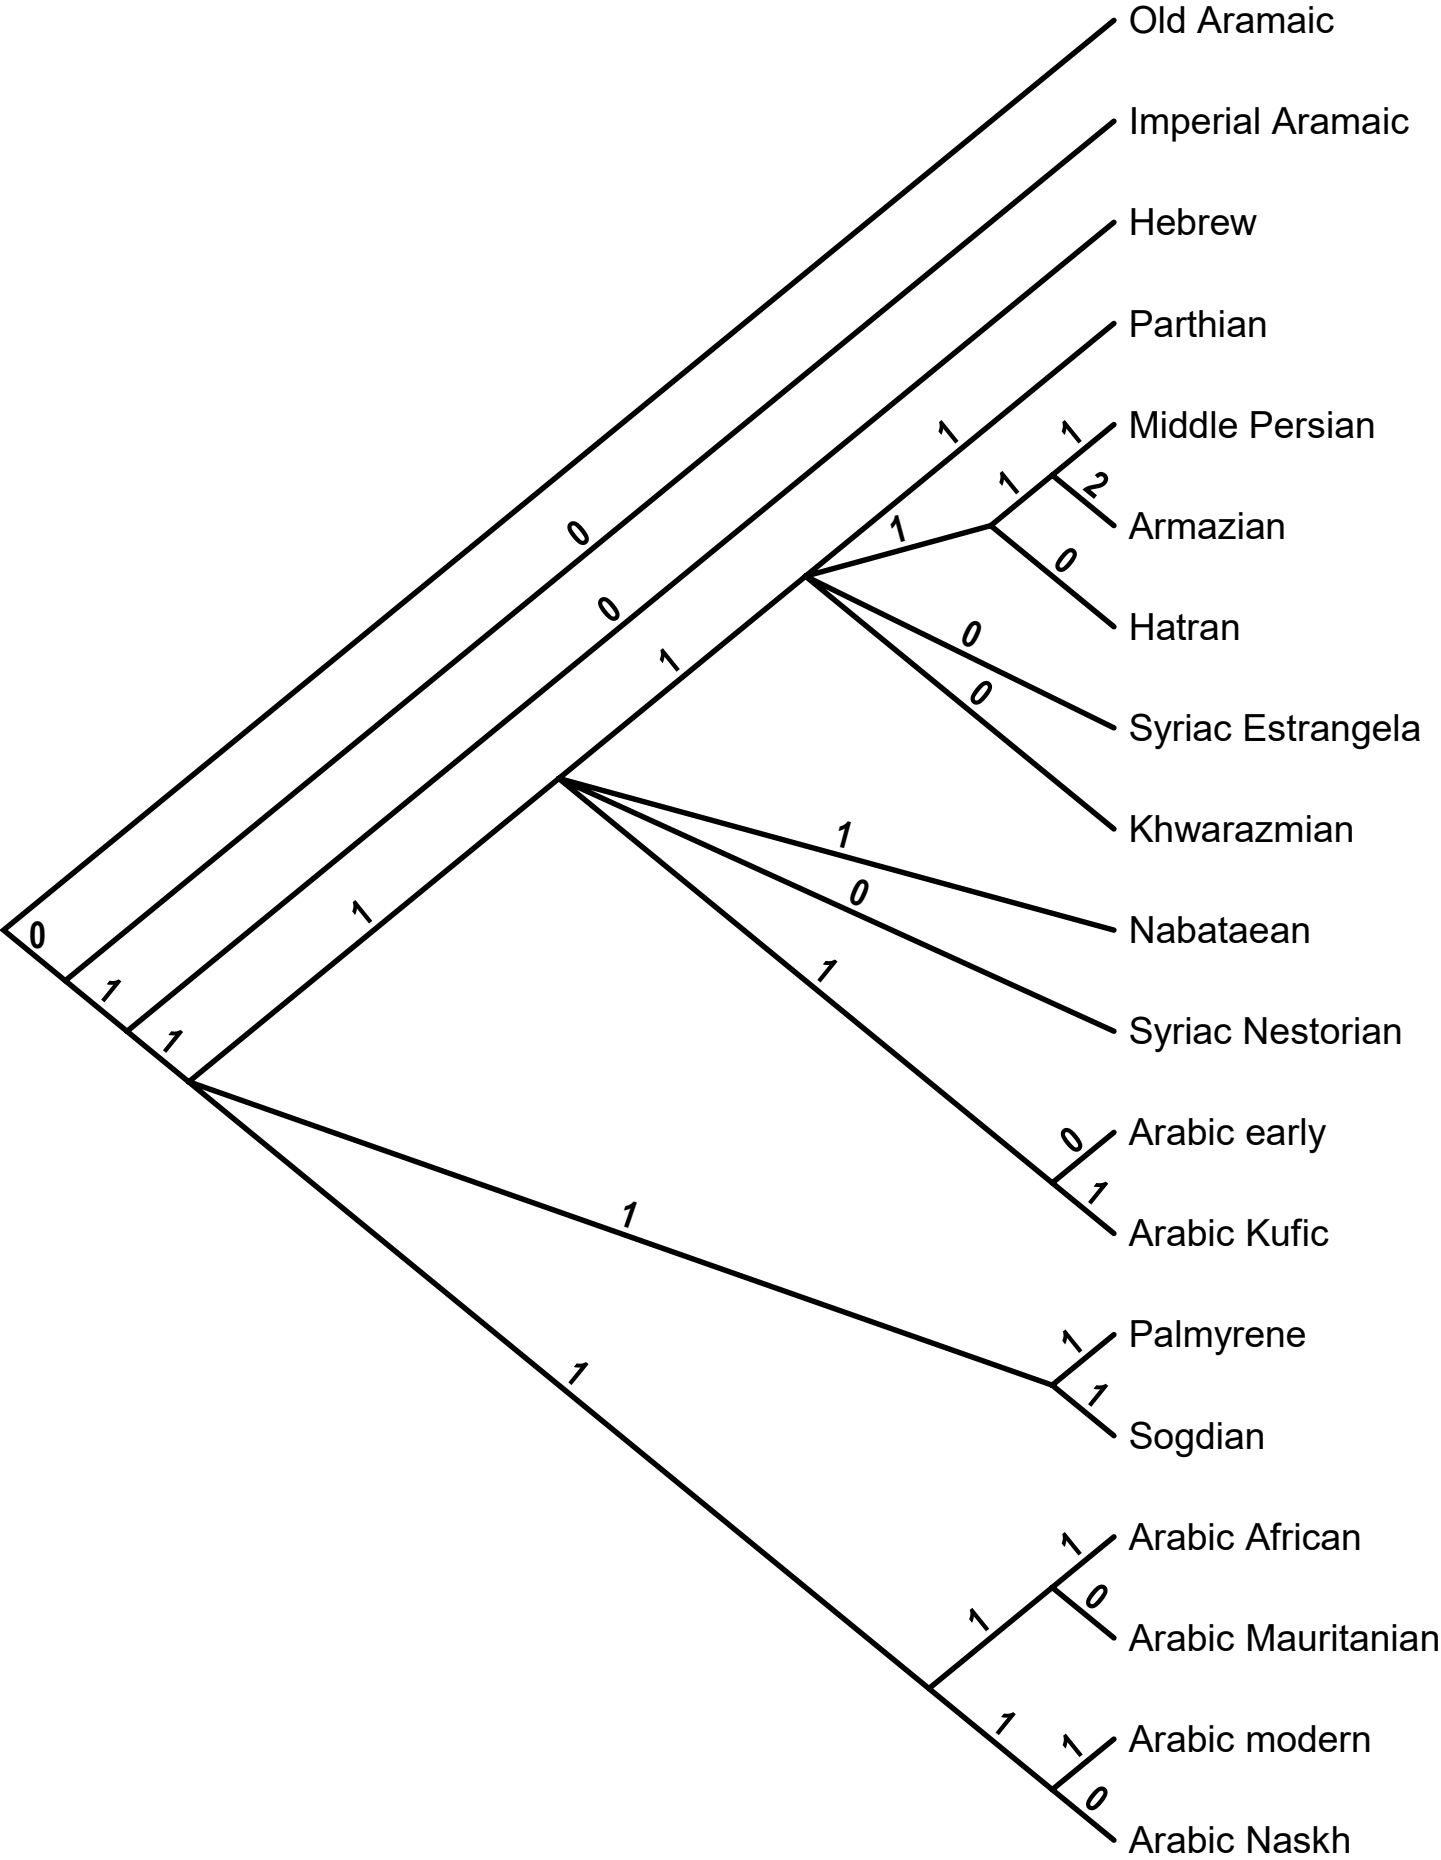 Old Aramaic
Imperial Aramaic
Hebrew
Parthian
1
1
Middle Persian
1
2
1
Armazian
0
0
0
Hatran
0
0
1
Syriac Estrangela
0
Khwarazmian
1
0
1
Nabataean
0
1
1
Syriac Nestorian
1
0
Arabic early
1
Arabic Kufic
1
1
Palmyrene
1
1
Sogdian
1
Arabic African
0
1
Arabic Mauritanian
1
1
Arabic modern
0
Arabic Naskh